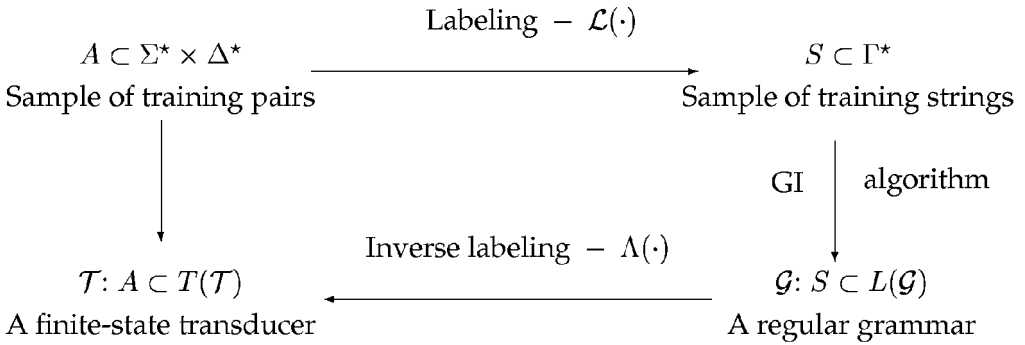 Labeling − 𝓛(·)
A ⊂ Σ⋆ × Δ⋆
S ⊂ Γ⋆
Sample of training pairs
Sample of training strings
GI algorithm
Inverse labeling − Λ(·)
𝓣: A ⊂ T(𝓣)
𝓖: S ⊂ L(𝓖)
A finite-state transducer
A regular grammar